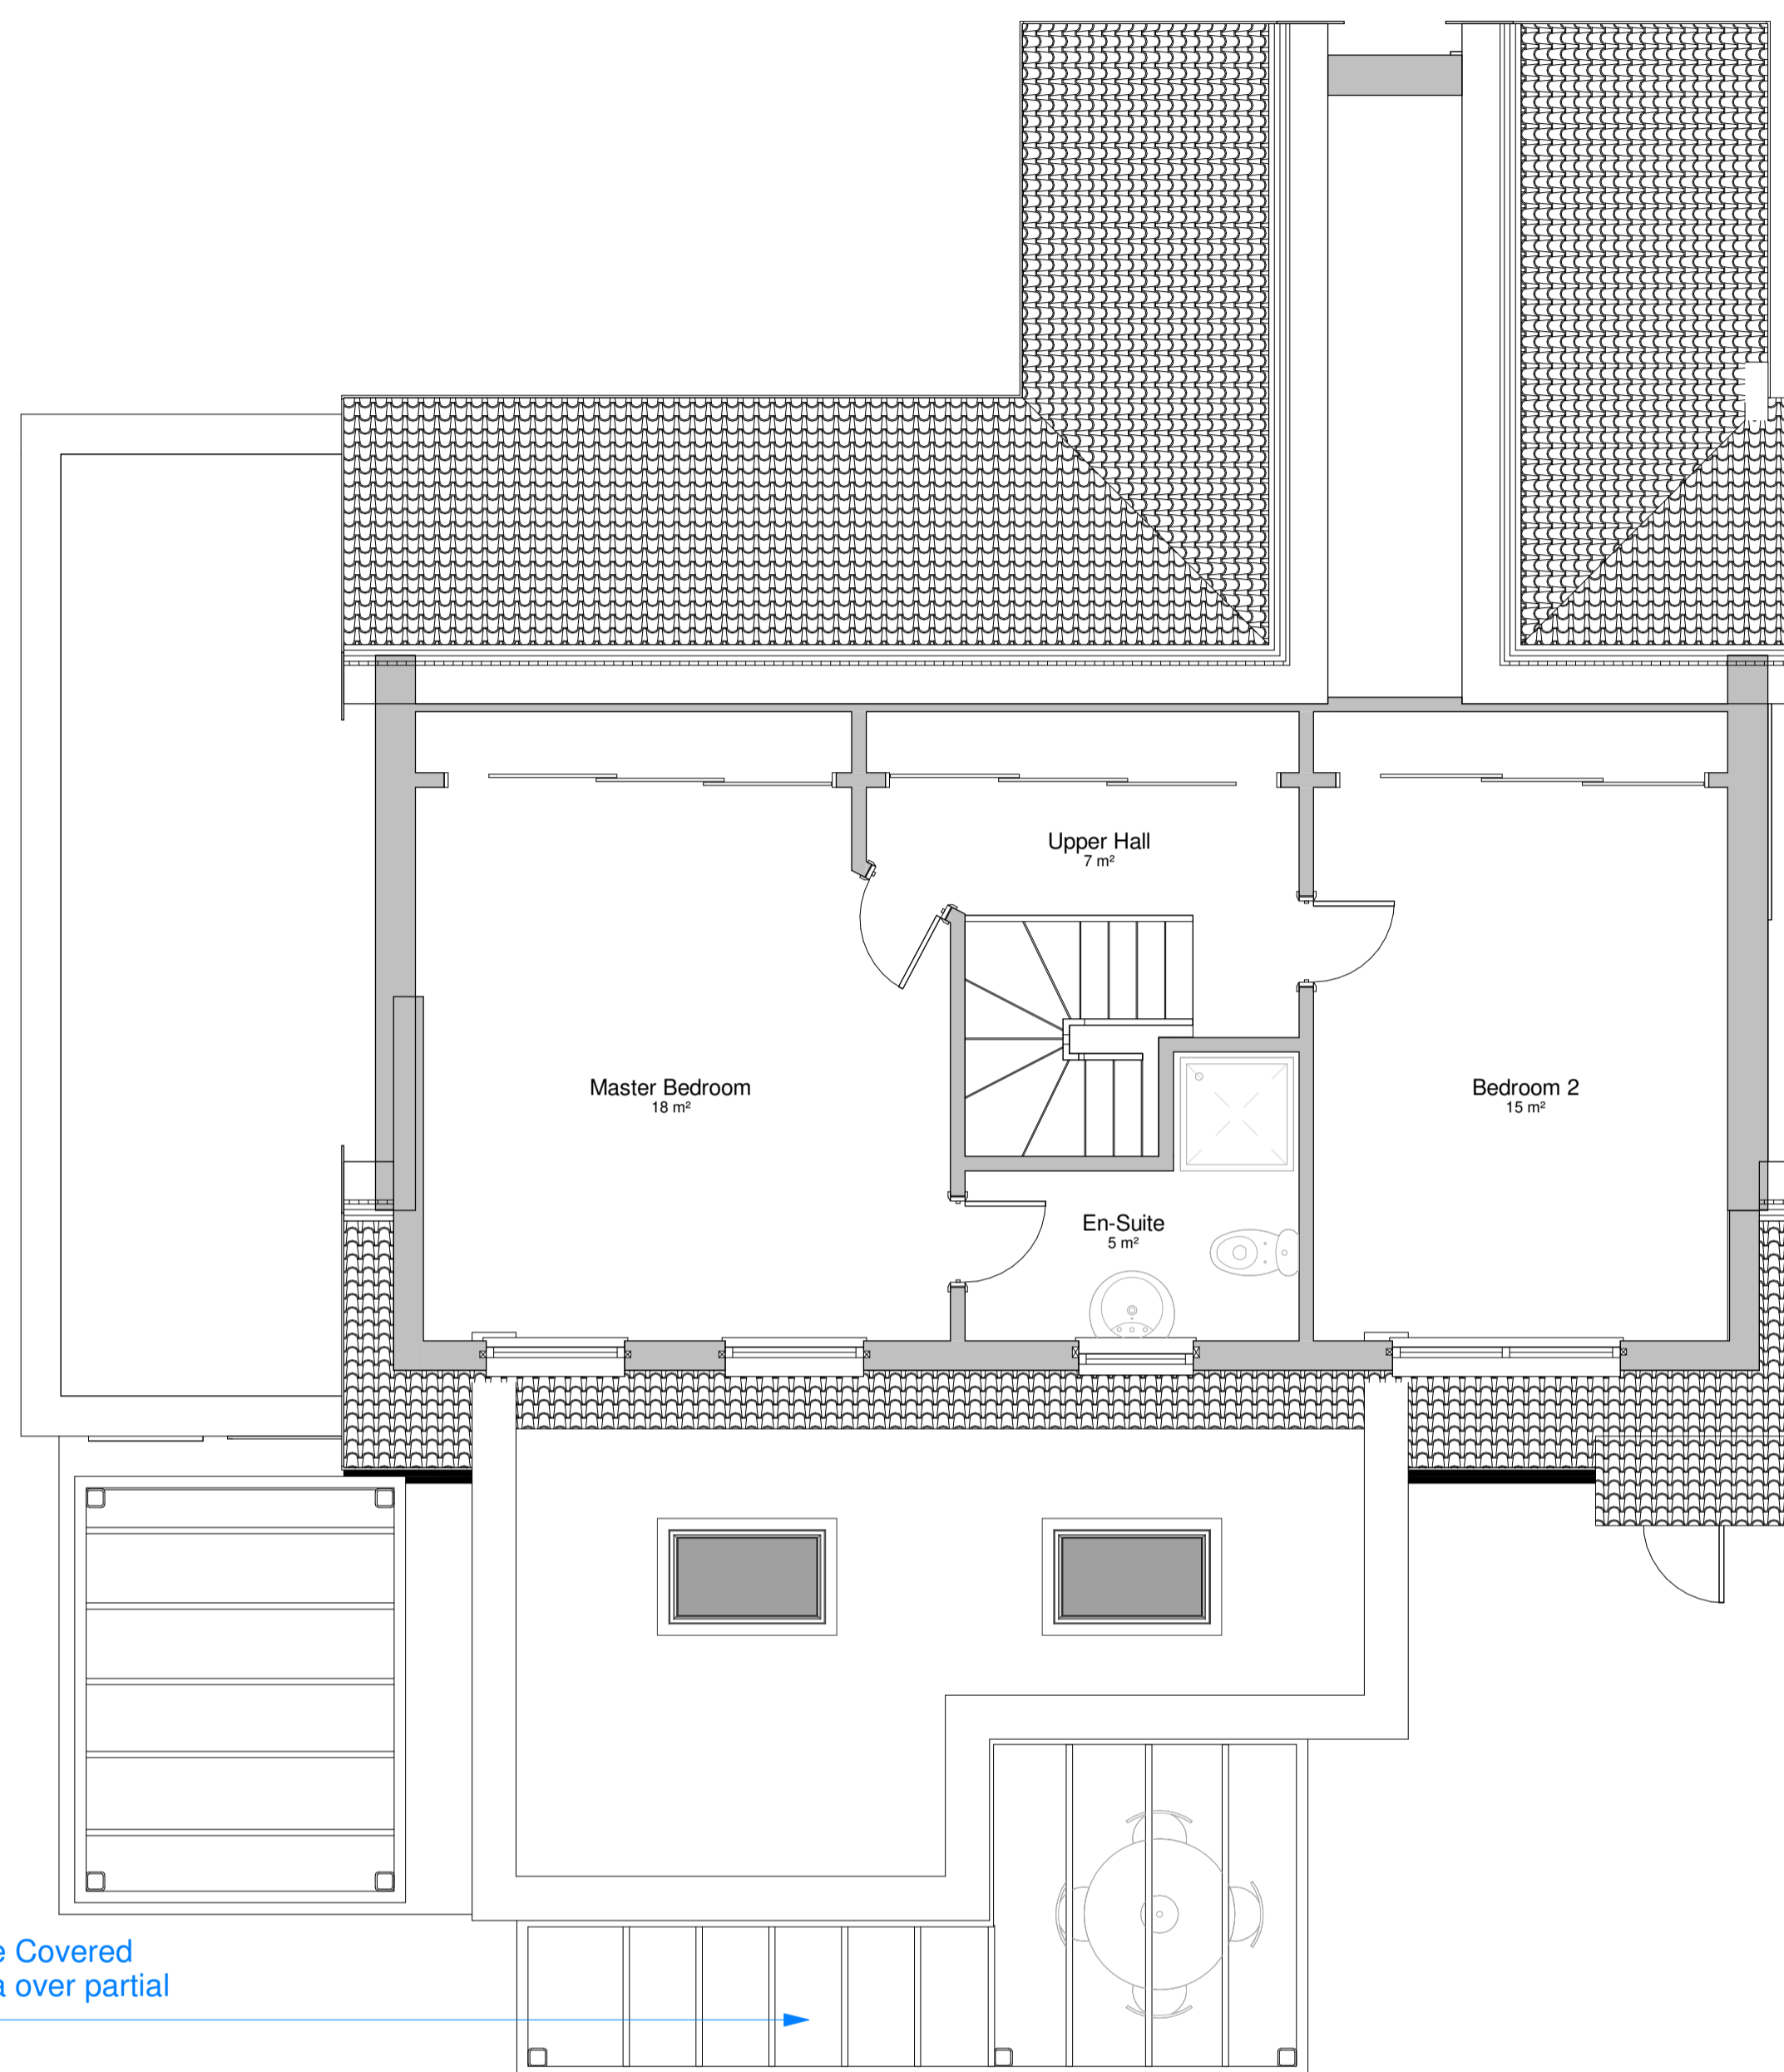 Upper Hall
7 m²
Master Bedroom
18 m²
Bedroom 2
15 m²
En-Suite
5 m²
Covered
over partial